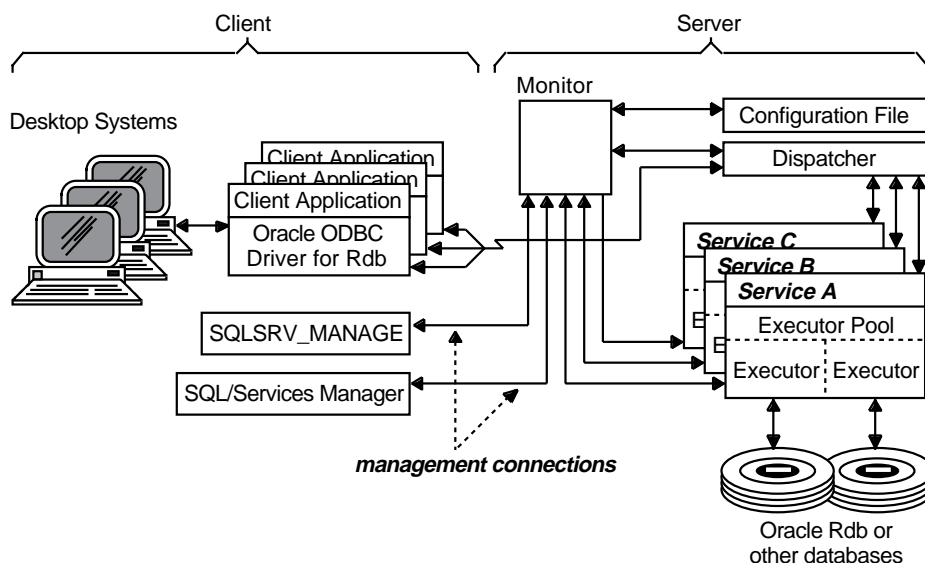 Client
Server
Monitor
Desktop Systems
Configuration File
Dispatcher
Client Application
Client Application
Client Application
Oracle ODBC
Driver for Rdb
Service C
Service B
Service A
Executor Pool
E
E
Executor
Executor
SQLSRV_MANAGE
SQL/Services Manager
management connections
Oracle Rdb or
other databases